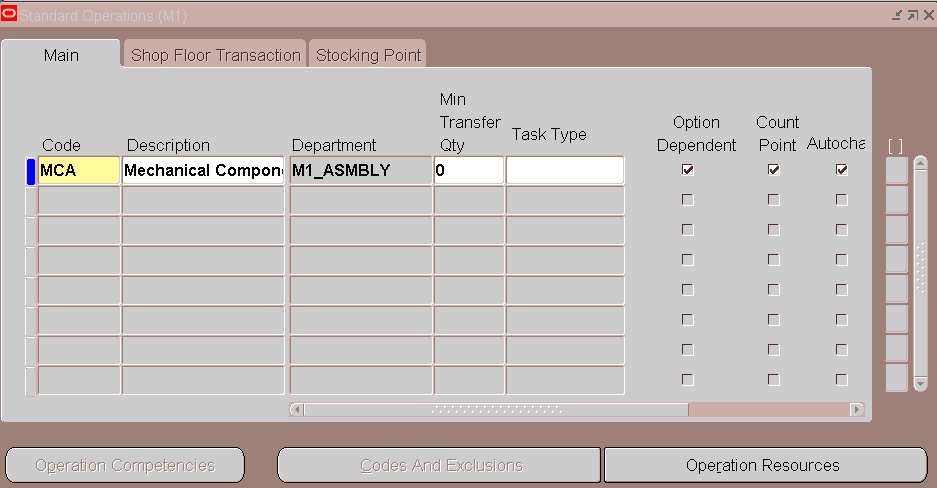 Standard Operations (M1)
Main Shop Floor Transaction Stocking Point
Min
Transfer
Qty
Code Description Department Task Type
Option
Dependent
Count
Point
Autocha
[ ]
MCA Mechanical Compon M1_ASMBLY 0
Operation Competencies Codes And Exclusions Operation Resources